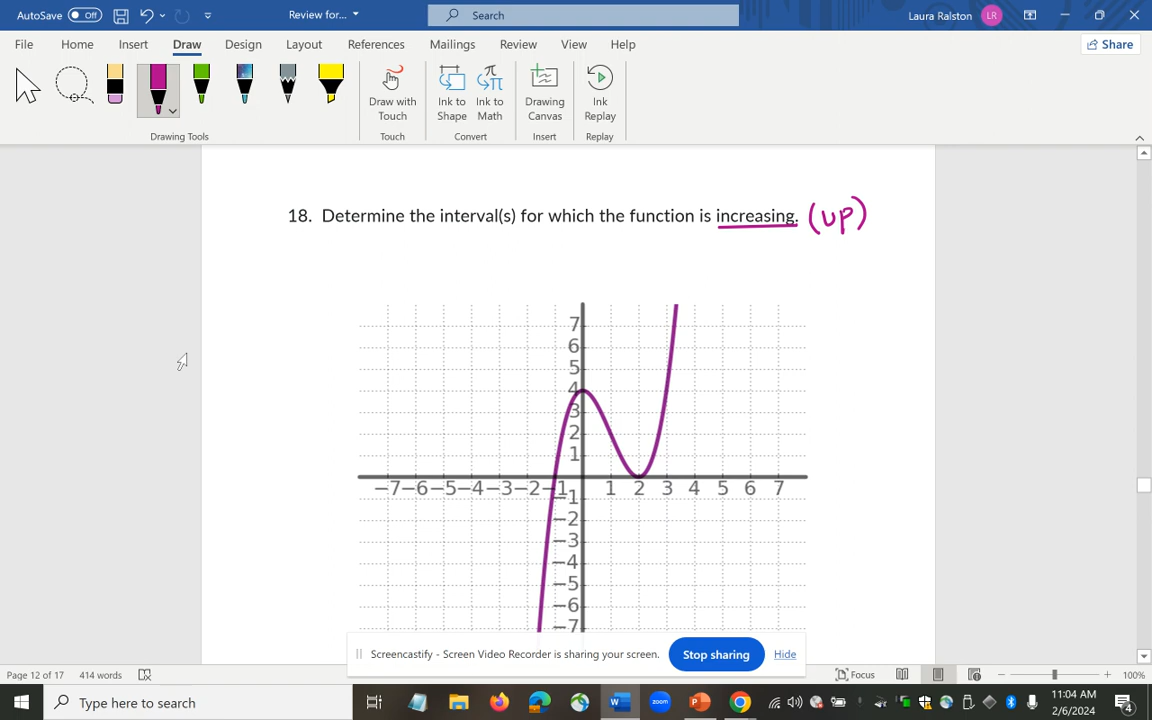 AutoSave Off Review for... Search Laura Ralston LR
File Home Insert Draw Design Layout References Mailings Review View Help Share
Draw with Touch Ink to Shape Ink to Math Drawing Canvas Ink Replay
Drawing Tools Touch Convert Insert Replay
18. Determine the interval(s) for which the function is increasing. (up)
7
6
5
4
3
2
1
−7 −6 −5 −4 −3 −2 −1 1 2 3 4 5 6 7
−1
−2
−3
−4
−5
−6
−7
Screencastify - Screen Video Recorder is sharing your screen. Stop sharing Hide
Page 12 of 17 414 words Focus 100%
Type here to search W zoom P 11:04 AM
2/6/2024 4